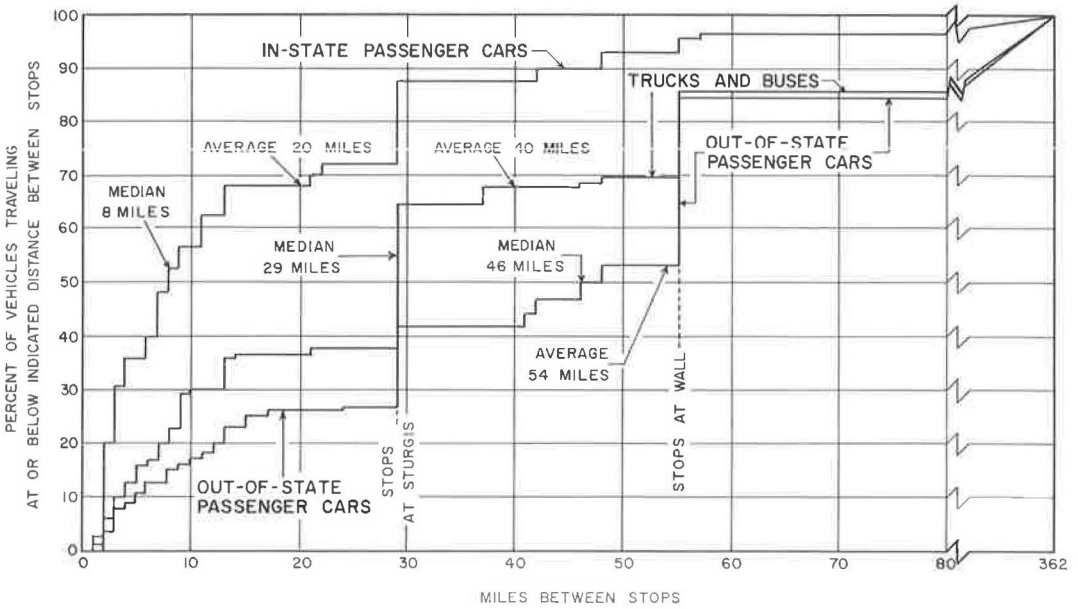 PERCENT OF VEHICLES TRAVELING
AT OR BELOW INDICATED DISTANCE BETWEEN STOPS
100
90
80
70
60
50
40
30
20
10
0
IN-STATE PASSENGER CARS
TRUCKS AND BUSES
OUT-OF-STATE
PASSENGER CARS
AVERAGE 20 MILES
AVERAGE 40 MILES
MEDIAN
8 MILES
MEDIAN
29 MILES
MEDIAN
46 MILES
AVERAGE
54 MILES
OUT-OF-STATE
PASSENGER CARS
STOPS
AT STURGIS
STOPS AT WALL
0
10
20
30
40
50
60
70
80
362
MILES BETWEEN STOPS